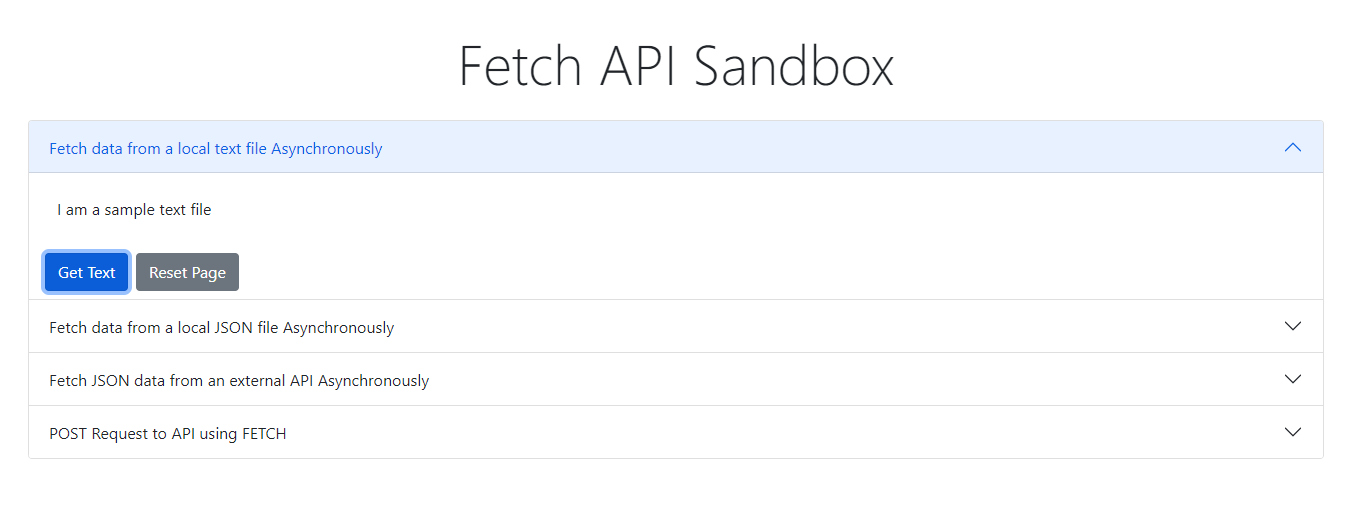 Fetch API Sandbox
Fetch data from a local text file Asynchronously
I am a sample text file
Get Text Reset Page
Fetch data from a local JSON file Asynchronously
Fetch JSON data from an external API Asynchronously
POST Request to API using FETCH